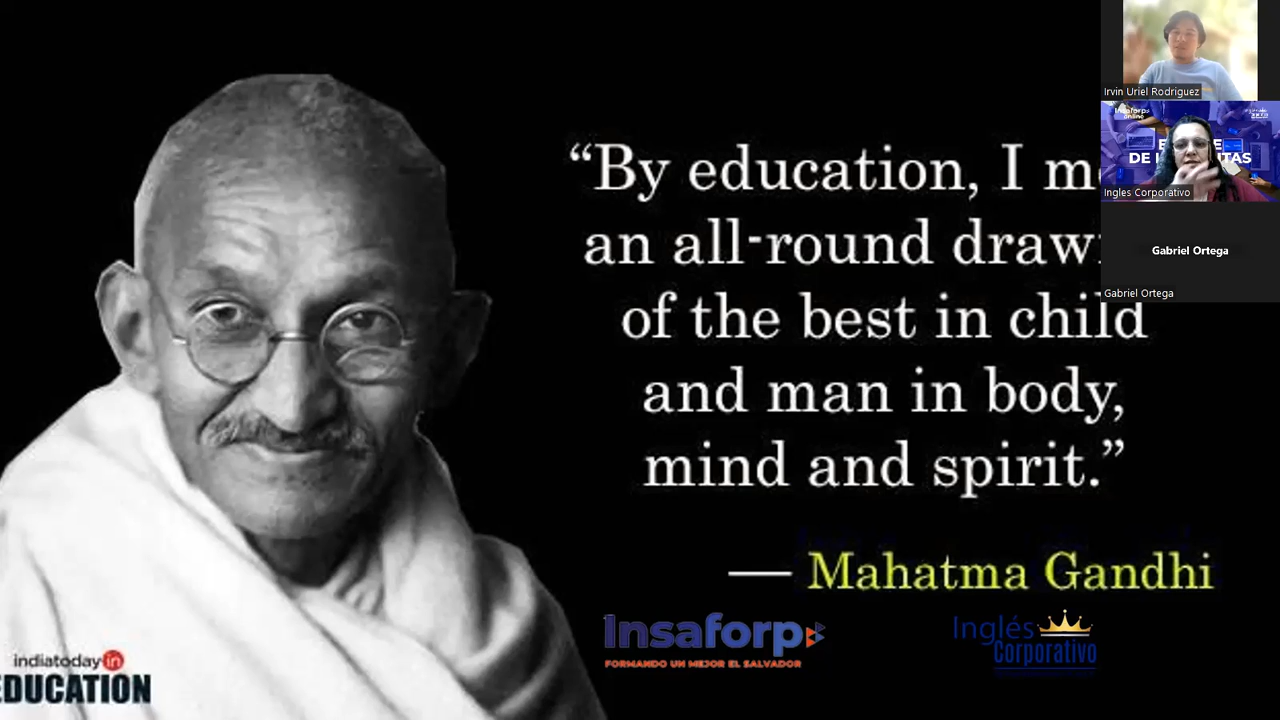 “By education, I m
an all-round draw
of the best in child
and man in body,
mind and spirit.”
— Mahatma Gandhi
Insaforp
FORMANDO UN MEJOR EL SALVADOR
Inglés
Corporativo
indiatoday.in
EDUCATION
Irvin Uriel Rodriguez
Insaforp
online
Ingles Corporativo
Gabriel Ortega
Gabriel Ortega